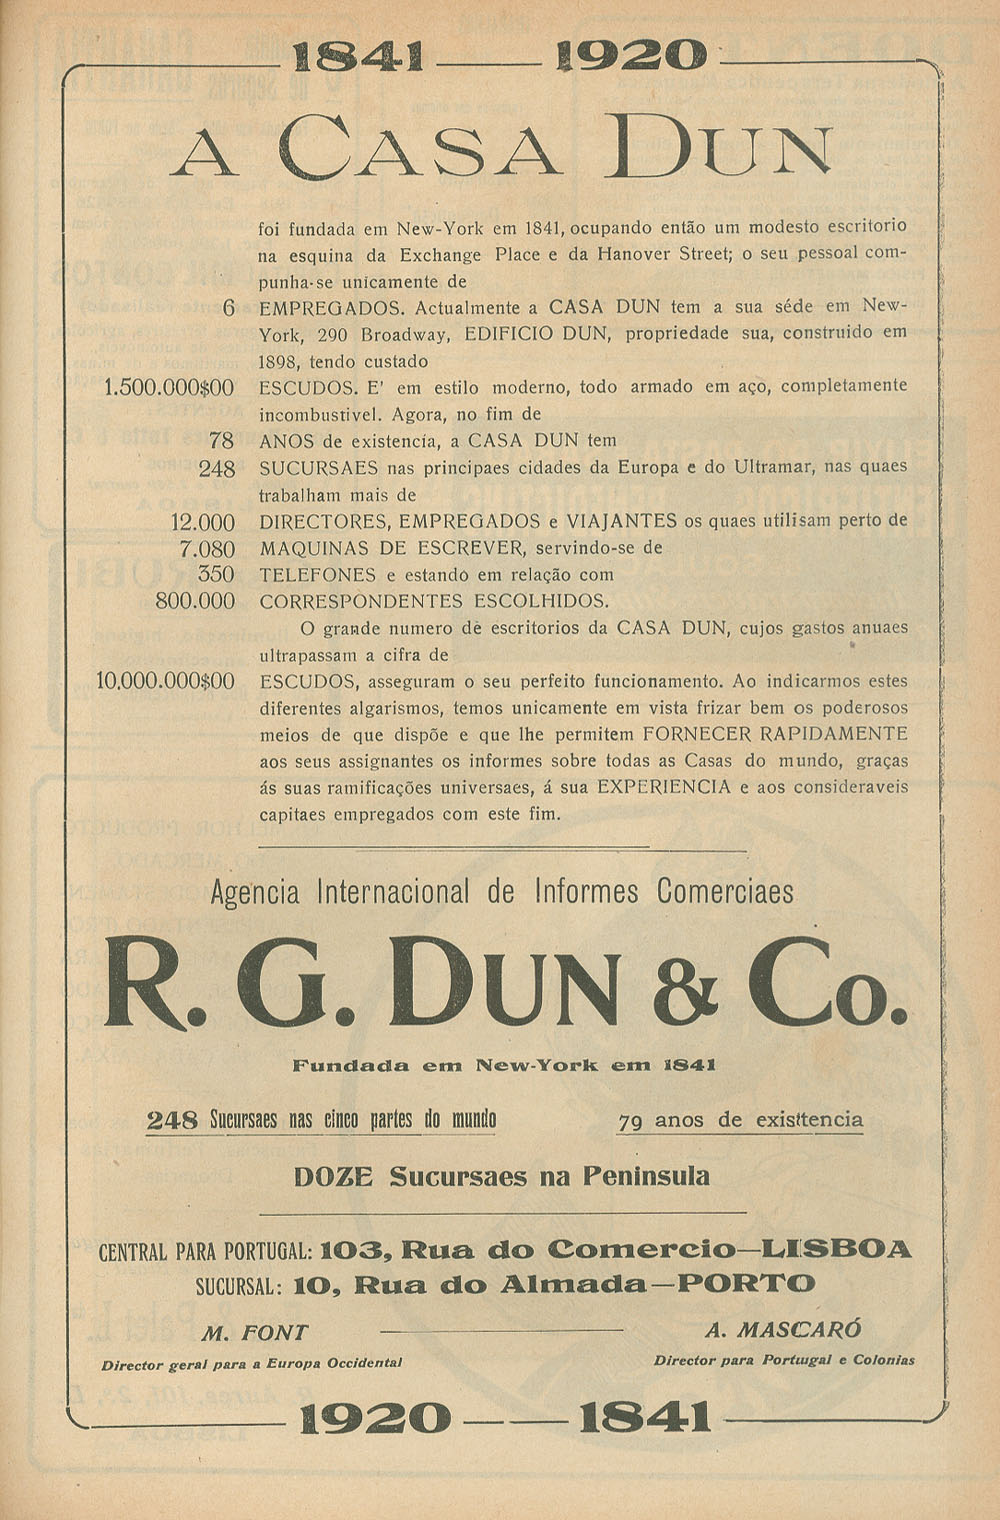 1841 — 1920
A CASA DUN
foi fundada em New-York em 1841, ocupando então um modesto escritorio
na esquina da Exchange Place e da Hanover Street; o seu pessoal com-
punha-se unicamente de
6 EMPREGADOS. Actualmente a CASA DUN tem a sua séde em New-
York, 290 Broadway, EDIFICIO DUN, propriedade sua, construido em
1898, tendo custado
1.500.000$00 ESCUDOS. E' em estilo moderno, todo armado em aço, completamente
incombustivel. Agora, no fim de
78 ANOS de existencia, a CASA DUN tem
248 SUCURSAES nas principaes cidades da Europa e do Ultramar, nas quaes
trabalham mais de
12.000 DIRECTORES, EMPREGADOS e VIAJANTES os quaes utilisam perto de
7.080 MAQUINAS DE ESCREVER, servindo-se de
350 TELEFONES e estando em relação com
800.000 CORRESPONDENTES ESCOLHIDOS.
O grande numero de escritorios da CASA DUN, cujos gastos anuaes
ultrapassam a cifra de
10,000.000$00 ESCUDOS, asseguram o seu perfeito funcionamento. Ao indicarmos estes
diferentes algarismos, temos unicamente em vista frizar bem os poderosos
meios de que dispõe e que lhe permitem FORNECER RAPIDAMENTE
aos seus assignantes os informes sobre todas as Casas do mundo, graças
ás suas ramificações universaes, á sua EXPERIENCIA e aos consideraveis
capitaes empregados com este fim.
Agencia Internacional de Informes Comerciaes
R. G. DUN & Co.
Fundada em New-York em 1841
248 Sucursaes nas cinco partes do mundo 79 anos de existtencia
DOZE Sucursaes na Peninsula
CENTRAL PARA PORTUGAL: 103, Rua do Comercio—LISBOA
SUCURSAL: 10, Rua do Almada—PORTO
M. FONT — A. MASCARÓ
Director geral para a Europa Occidental Director para Portugal e Colonias
1920 — — 1841